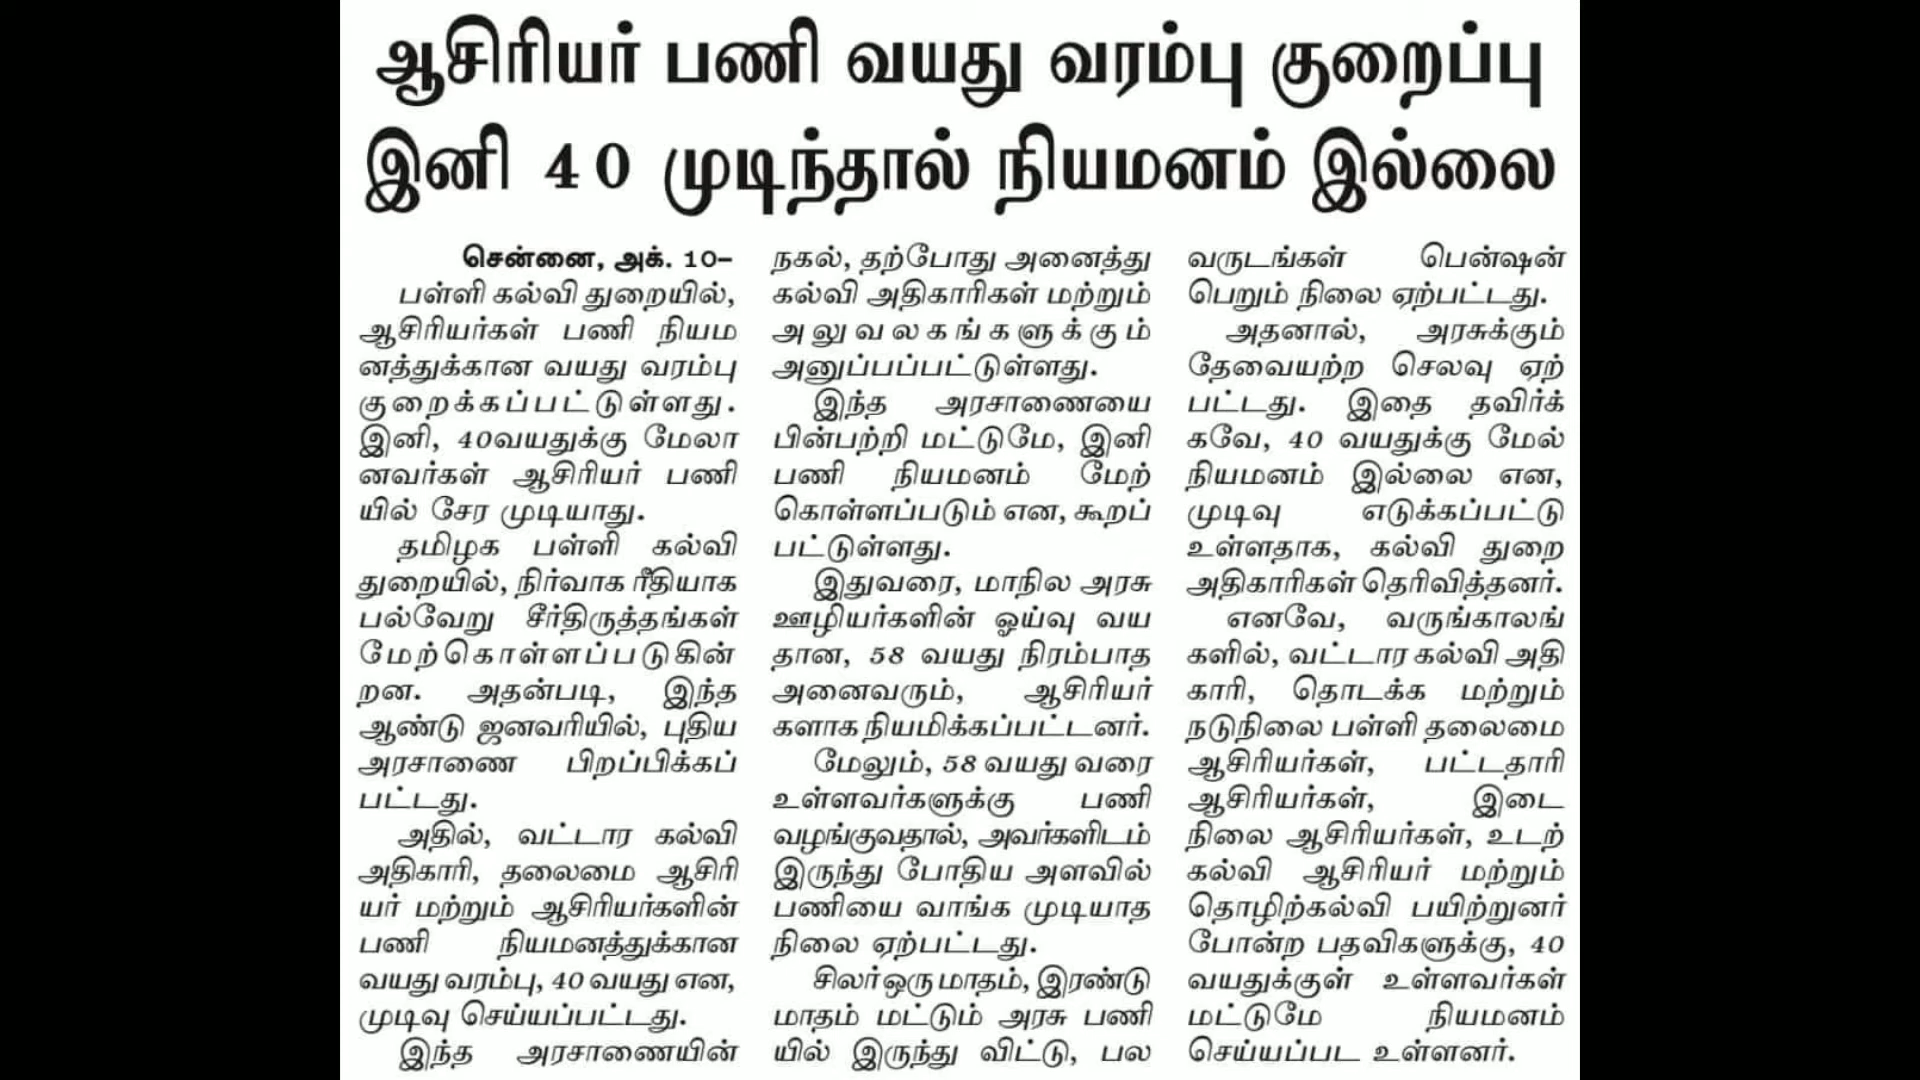 ஆசிரியர் பணி வயது வரம்பு குறைப்பு
இனி 40 முடிந்தால் நியமனம் இல்லை
சென்னை, அக். 10–
பள்ளி கல்வி துறையில்,
ஆசிரியர்கள் பணி நியம
னத்துக்கான வயது வரம்பு
குறைக்கப்பட்டுள்ளது.
இனி, 40வயதுக்கு மேலா
னவர்கள் ஆசிரியர் பணி
யில் சேர முடியாது.
தமிழக பள்ளி கல்வி
துறையில், நிர்வாக ரீதியாக
பல்வேறு சீர்திருத்தங்கள்
மேற்கொள்ளப்படுகின்
றன. அதன்படி, இந்த
ஆண்டு ஜனவரியில், புதிய
அரசாணை பிறப்பிக்கப்
பட்டது.
அதில், வட்டார கல்வி
அதிகாரி, தலைமை ஆசிரி
யர் மற்றும் ஆசிரியர்களின்
பணி நியமனத்துக்கான
வயது வரம்பு, 40 வயது என,
முடிவு செய்யப்பட்டது.
இந்த அரசாணையின்
நகல், தற்போது அனைத்து
கல்வி அதிகாரிகள் மற்றும்
அலுவலகங்களுக்கும்
அனுப்பப்பட்டுள்ளது.
இந்த அரசாணையை
பின்பற்றி மட்டுமே, இனி
பணி நியமனம் மேற்
கொள்ளப்படும் என, கூறப்
பட்டுள்ளது.
இதுவரை, மாநில அரசு
ஊழியர்களின் ஓய்வு வய
தான, 58 வயது நிரம்பாத
அனைவரும், ஆசிரியர்
களாக நியமிக்கப்பட்டனர்.
மேலும், 58 வயது வரை
உள்ளவர்களுக்கு பணி
வழங்குவதால், அவர்களிடம்
இருந்து போதிய அளவில்
பணியை வாங்க முடியாத
நிலை ஏற்பட்டது.
சிலர் ஒரு மாதம், இரண்டு
மாதம் மட்டும் அரசு பணி
யில் இருந்து விட்டு, பல
வருடங்கள் பென்ஷன்
பெறும் நிலை ஏற்பட்டது.
அதனால், அரசுக்கும்
தேவையற்ற செலவு ஏற்
பட்டது. இதை தவிர்க்
கவே, 40 வயதுக்கு மேல்
நியமனம் இல்லை என,
முடிவு எடுக்கப்பட்டு
உள்ளதாக, கல்வி துறை
அதிகாரிகள் தெரிவித்தனர்.
எனவே, வருங்காலங்
களில், வட்டார கல்வி அதி
காரி, தொடக்க மற்றும்
நடுநிலை பள்ளி தலைமை
ஆசிரியர்கள், பட்டதாரி
ஆசிரியர்கள், இடை
நிலை ஆசிரியர்கள், உடற்
கல்வி ஆசிரியர் மற்றும்
தொழிற்கல்வி பயிற்றுனர்
போன்ற பதவிகளுக்கு, 40
வயதுக்குள் உள்ளவர்கள்
மட்டுமே நியமனம்
செய்யப்பட உள்ளனர்.